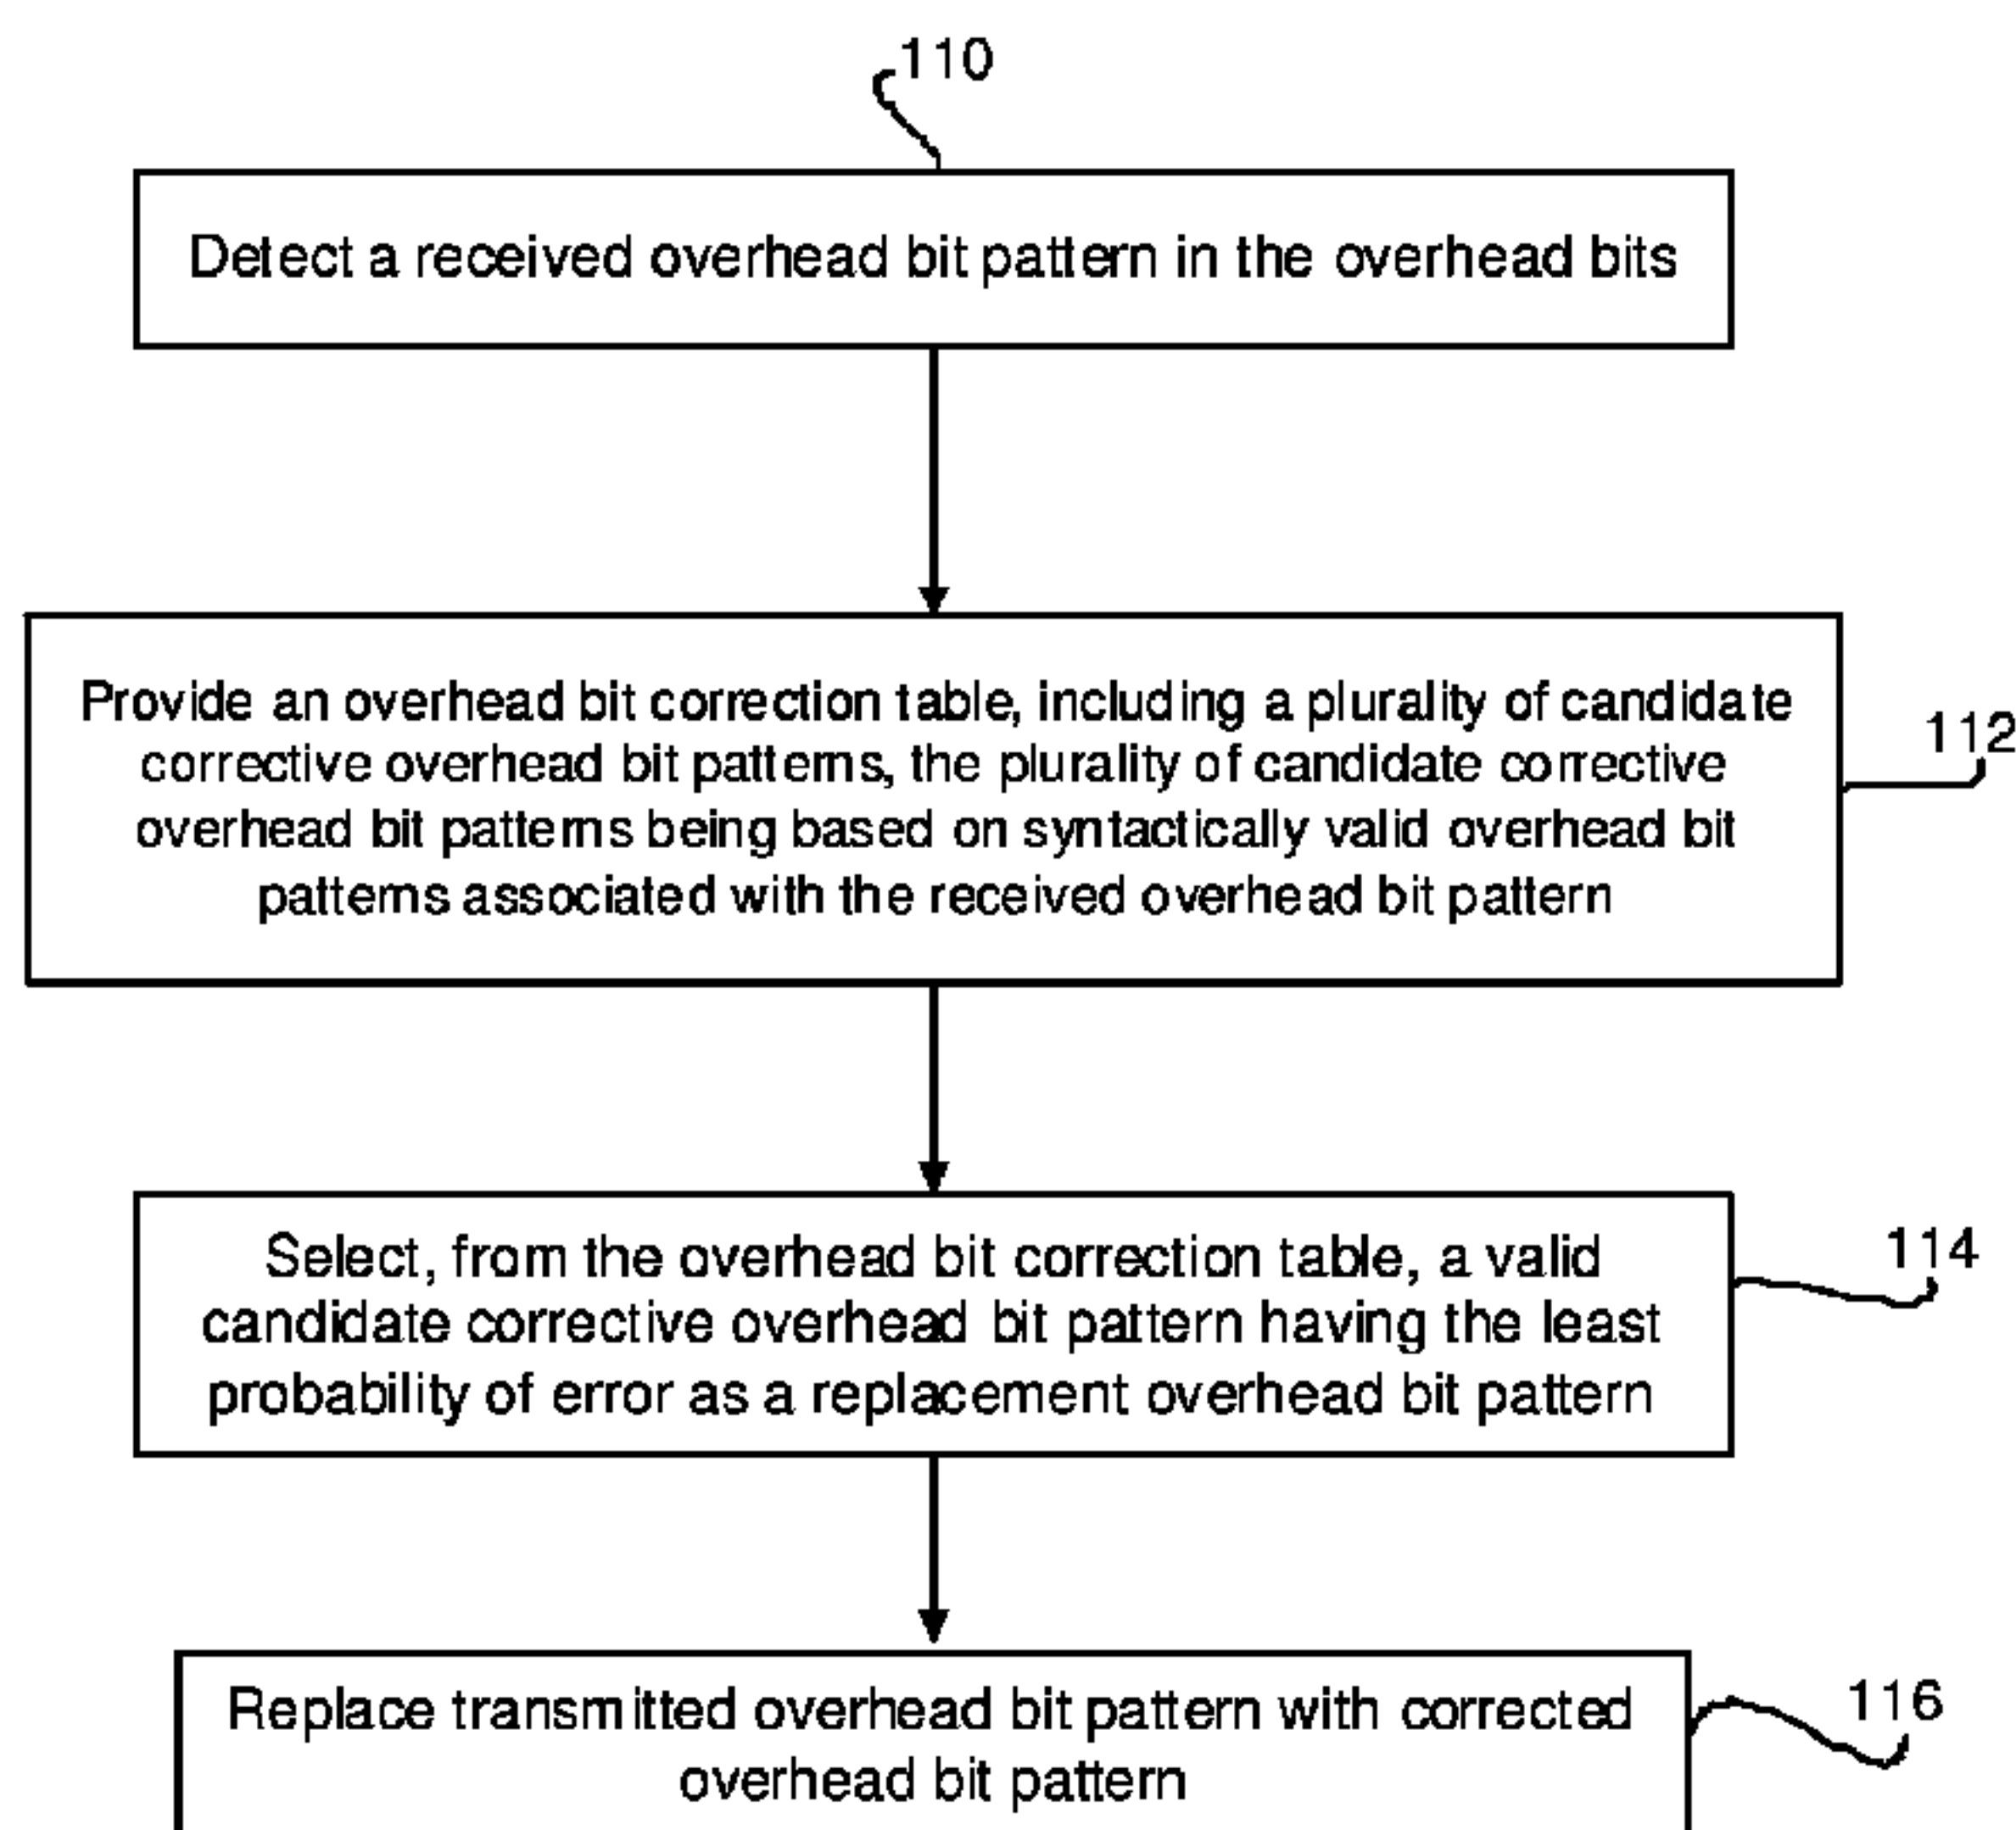 110
Detect a received overhead bit pattern in the overhead bits
Provide an overhead bit correction table, including a plurality of candidate
corrective overhead bit patterns, the plurality of candidate corrective
overhead bit patterns being based on syntactically valid overhead bit
patterns associated with the received overhead bit pattern
112
Select, from the overhead bit correction table, a valid
candidate corrective overhead bit pattern having the least
probability of error as a replacement overhead bit pattern
114
Replace transmitted overhead bit pattern with corrected
overhead bit pattern
116